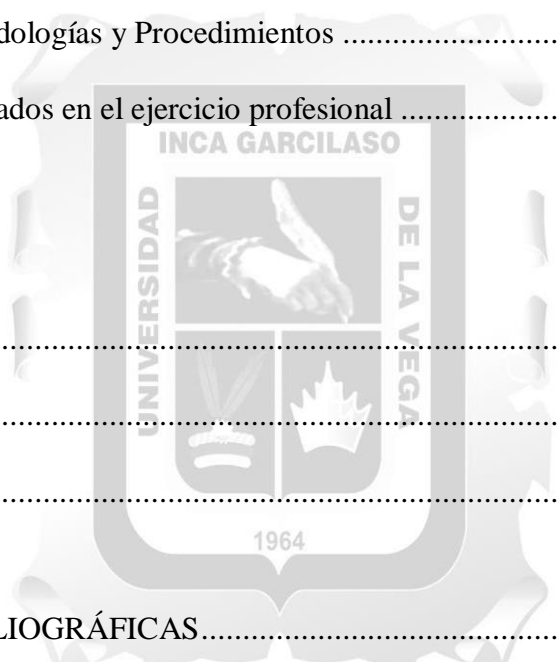 dologías y Procedimientos ............................
ados en el ejercicio profesional .....................
INCA GARCILASO
UNIVERSIDAD
DE LA VEGA
.......................................................................
.......................................................................
.......................................................................
1964
LIOGRÁFICAS.............................................